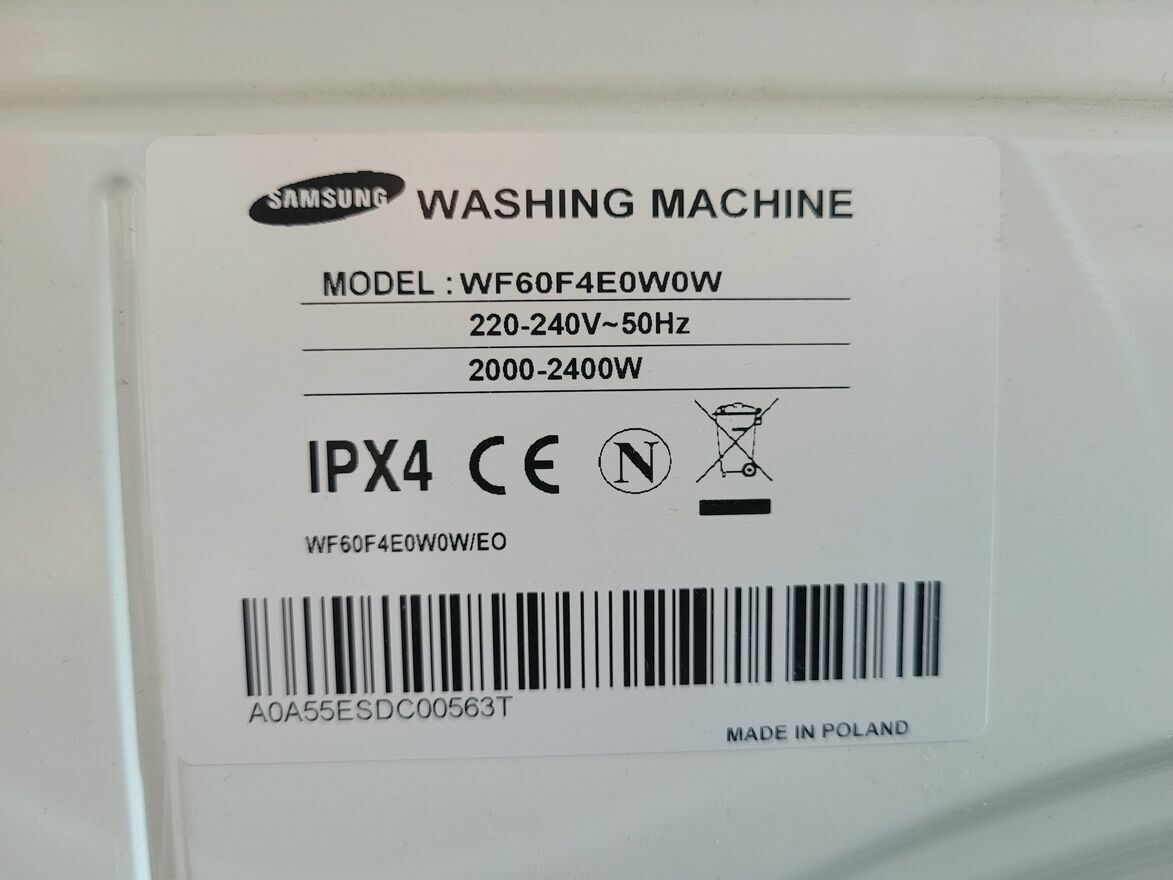 SAMSUNG WASHING MACHINE
MODEL : WF60F4E0W0W
220-240V~50Hz
2000-2400W
IPX4 CE N
WF60F4E0W0W/EO
A0A55ESDC00563T
MADE IN POLAND